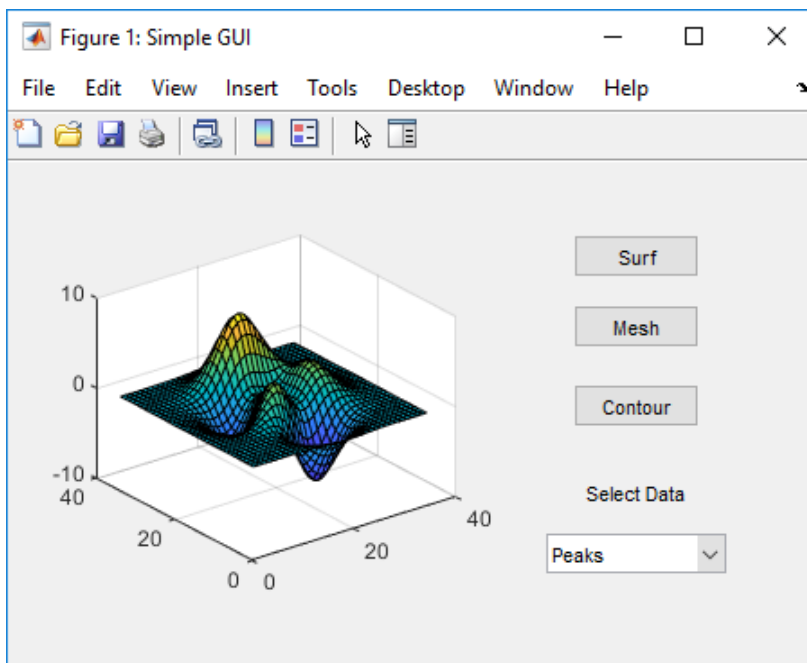 Figure 1: Simple GUI
File Edit View Insert Tools Desktop Window Help
Surf
10
Mesh
0
Contour
-10
40
Select Data
40
20
20
Peaks
0 0